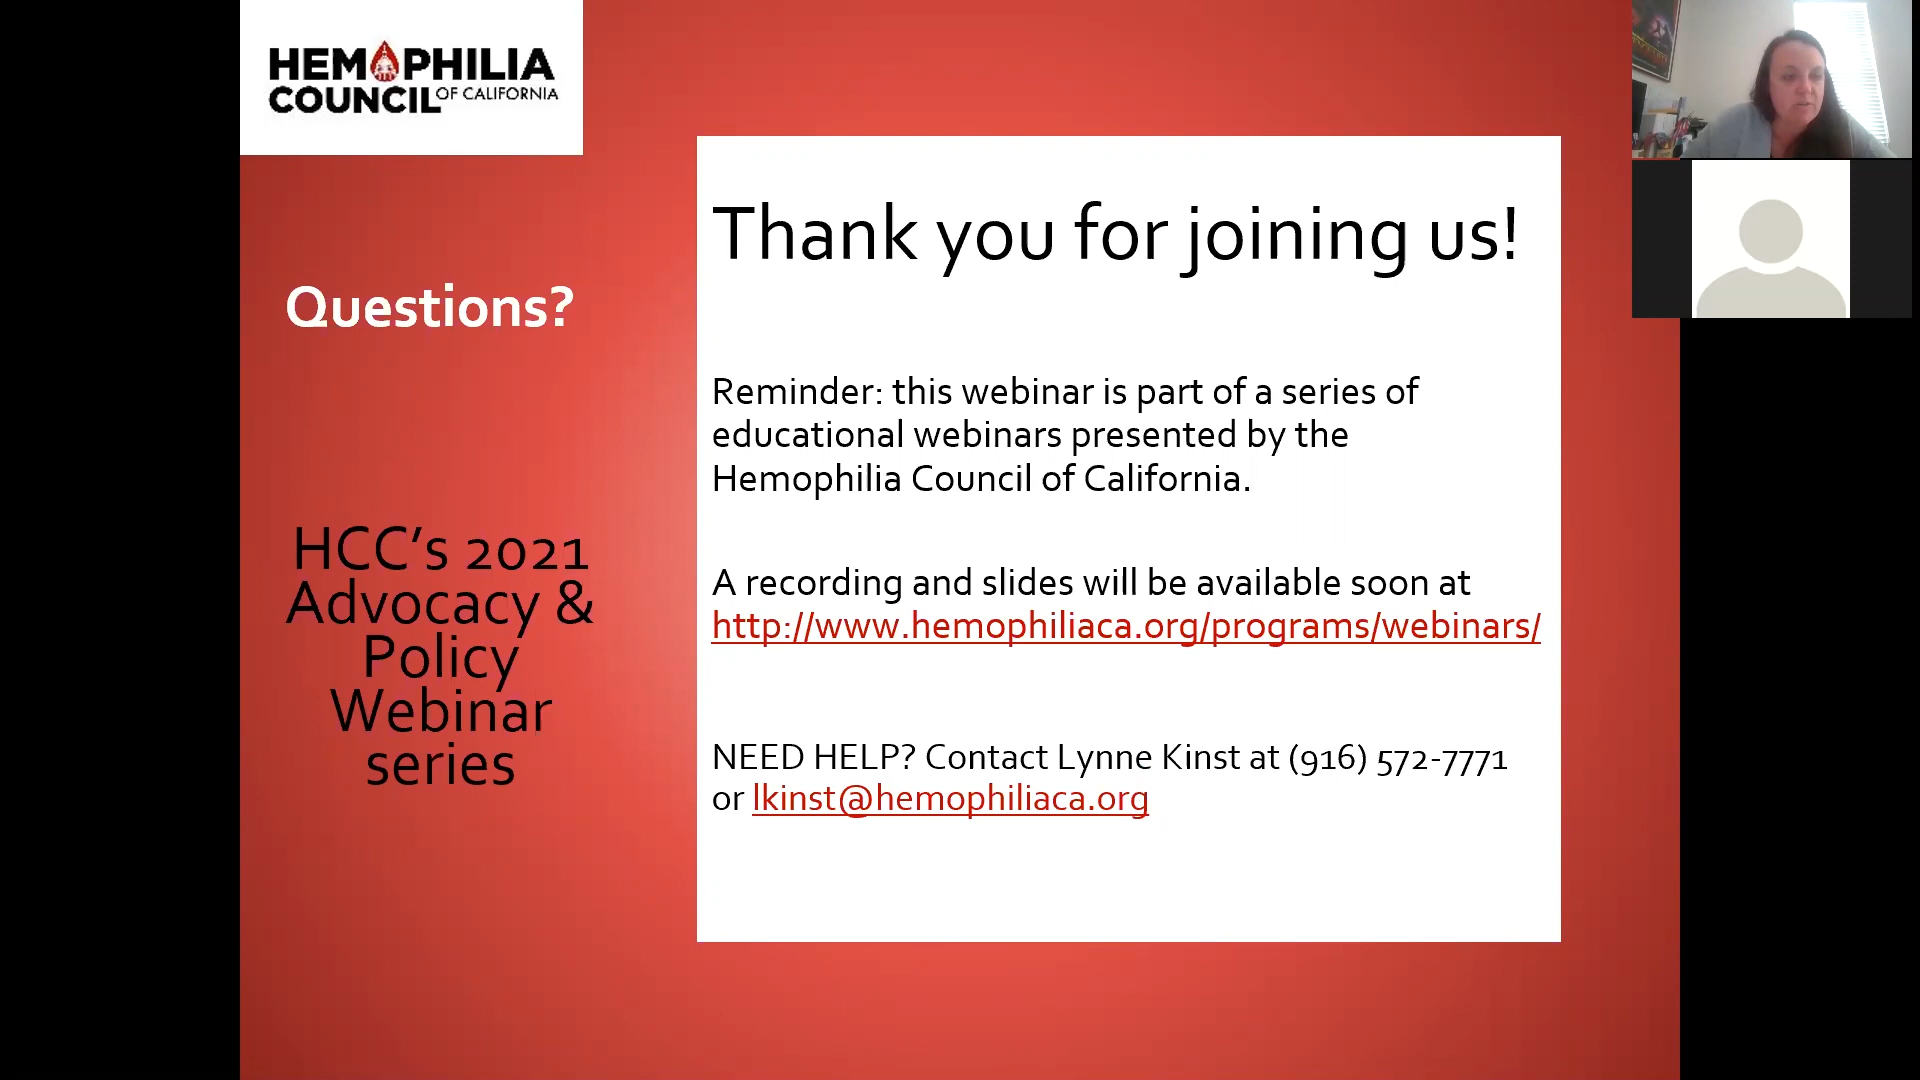 HEMOPHILIA
COUNCIL OF CALIFORNIA
Questions?
HCC’s 2021
Advocacy &
Policy
Webinar
series
Thank you for joining us!
Reminder: this webinar is part of a series of
educational webinars presented by the
Hemophilia Council of California.
A recording and slides will be available soon at
http://www.hemophiliaca.org/programs/webinars/
NEED HELP? Contact Lynne Kinst at (916) 572-7771
or lkinst@hemophiliaca.org